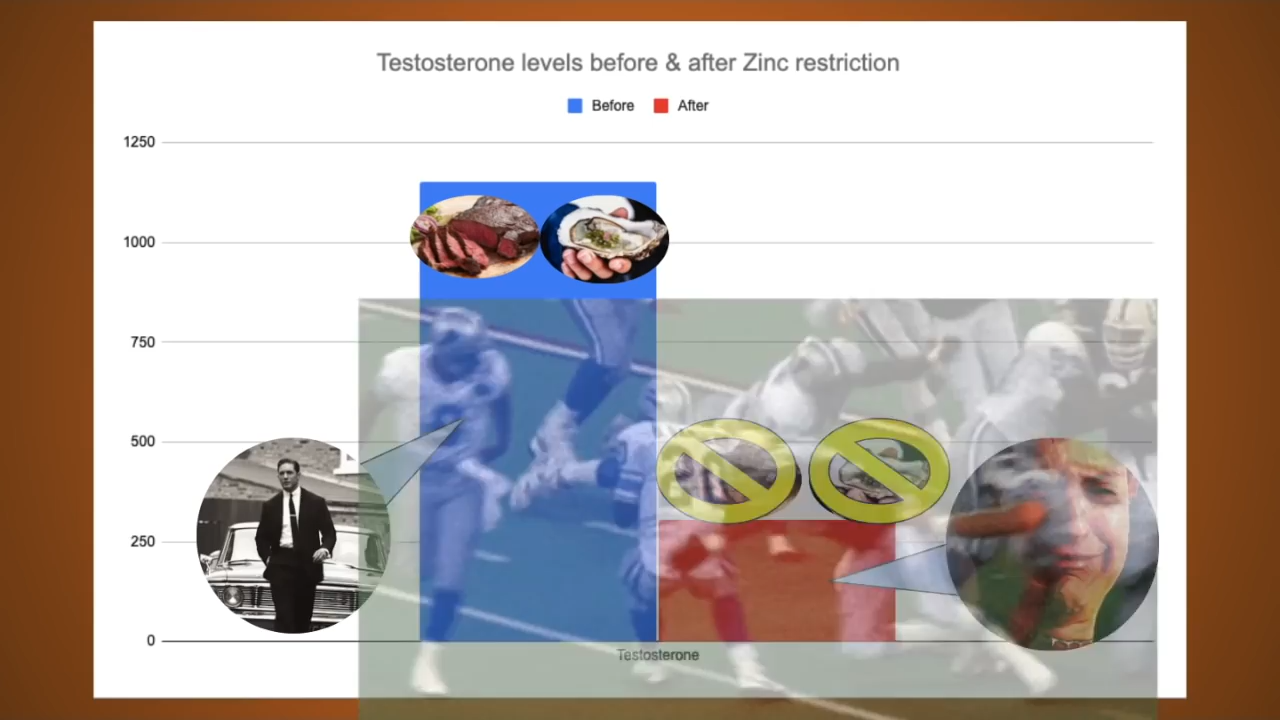 Testosterone levels before & after Zinc restriction
Before After
1250
1000
750
500
250
0
Testosterone